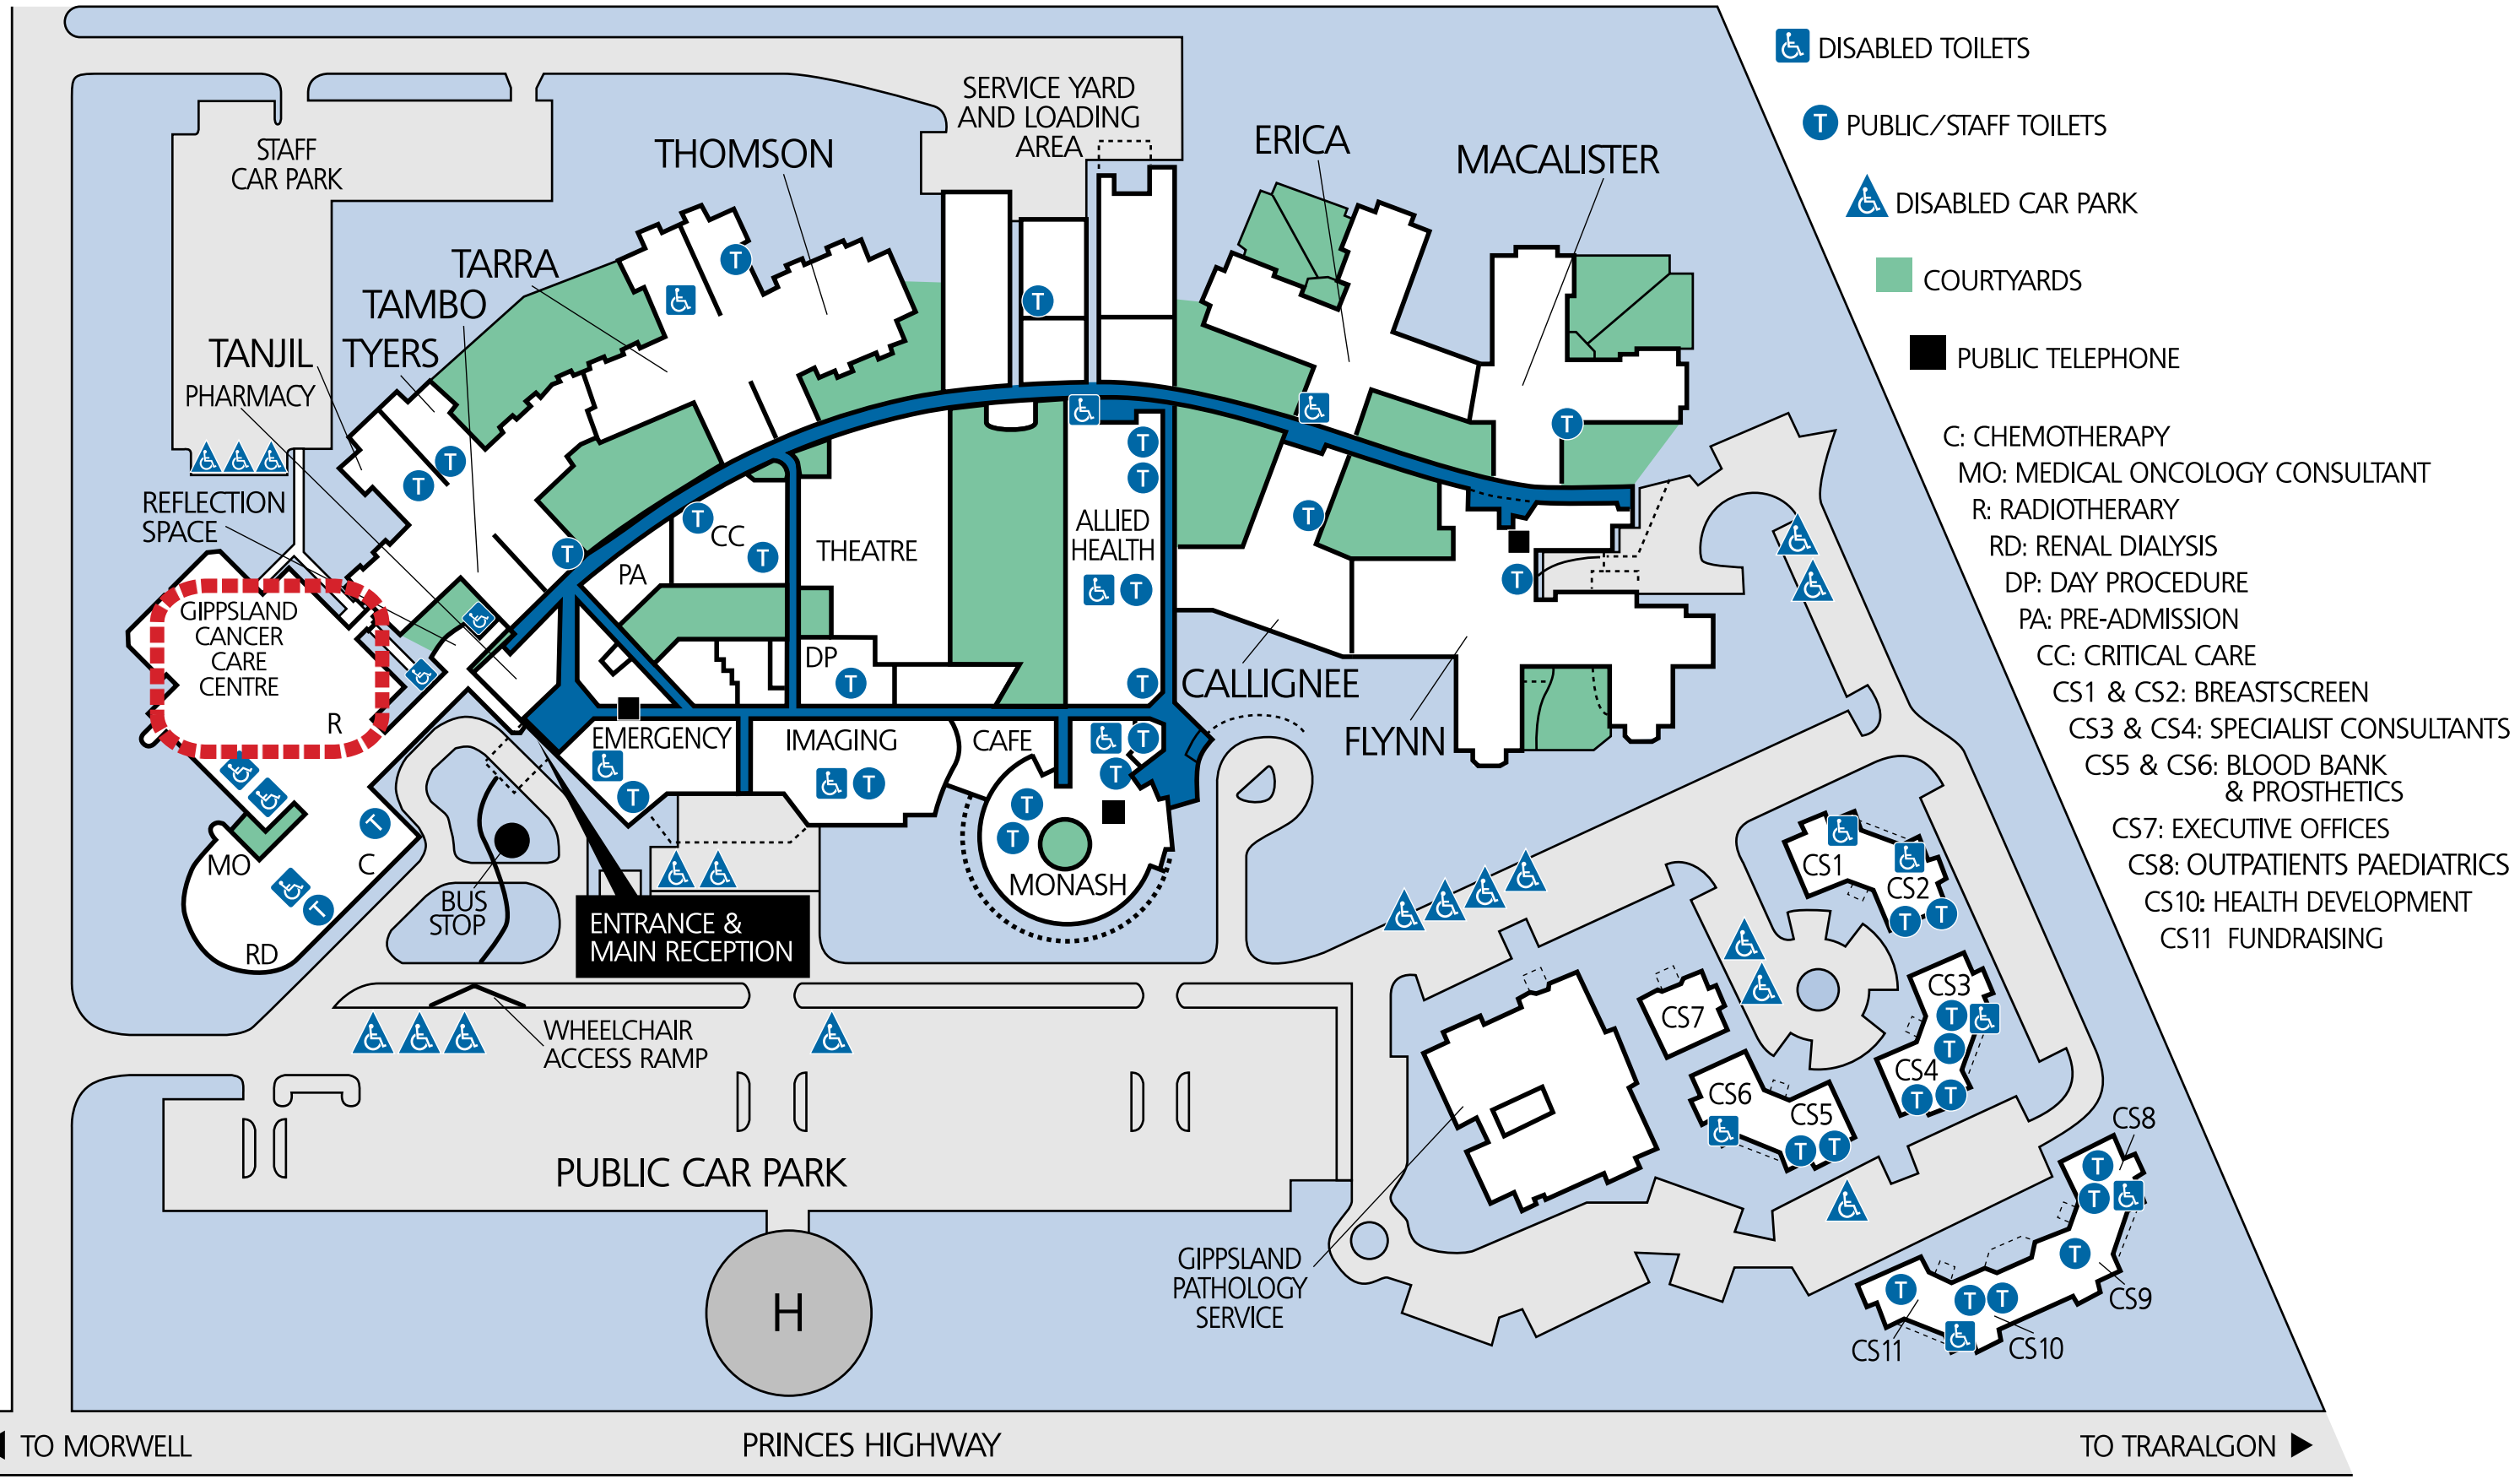 DISABLED TOILETS
T PUBLIC/STAFF TOILETS
DISABLED CAR PARK
COURTYARDS
PUBLIC TELEPHONE
C: CHEMOTHERAPY
MO: MEDICAL ONCOLOGY CONSULTANT
R: RADIOTHERARY
RD: RENAL DIALYSIS
DP: DAY PROCEDURE
PA: PRE-ADMISSION
CC: CRITICAL CARE
CS1 & CS2: BREASTSCREEN
CS3 & CS4: SPECIALIST CONSULTANTS
CS5 & CS6: BLOOD BANK
& PROSTHETICS
CS7: EXECUTIVE OFFICES
CS8: OUTPATIENTS PAEDIATRICS
CS10: HEALTH DEVELOPMENT
CS11 FUNDRAISING
SERVICE YARD
AND LOADING
AREA
STAFF
CAR PARK
THOMSON
ERICA
MACALISTER
TARRA
TAMBO
TANJIL
TYERS
PHARMACY
REFLECTION
SPACE
GIPPSLAND
CANCER
CARE
CENTRE
R
PA
CC
THEATRE
ALLIED
HEALTH
DP
CALLIGNEE
FLYNN
EMERGENCY
IMAGING
CAFE
MONASH
MO
C
RD
BUS
STOP
ENTRANCE &
MAIN RECEPTION
WHEELCHAIR
ACCESS RAMP
PUBLIC CAR PARK
H
CS1
CS2
CS3
CS4
CS7
CS6
CS5
CS8
CS9
CS10
CS11
GIPPSLAND
PATHOLOGY
SERVICE
TO MORWELL
PRINCES HIGHWAY
TO TRARALGON